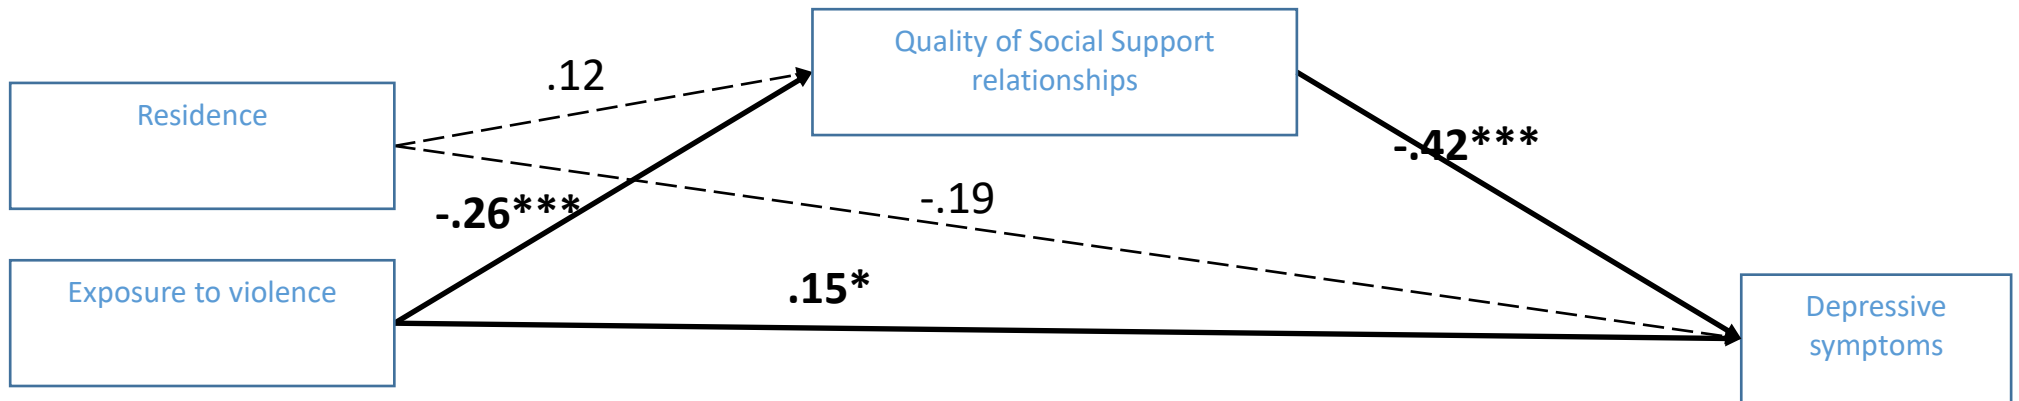 Quality of Social Support
relationships
.12
Residence
-.42***
-.26***
-.19
.15*
Exposure to violence
Depressive
symptoms